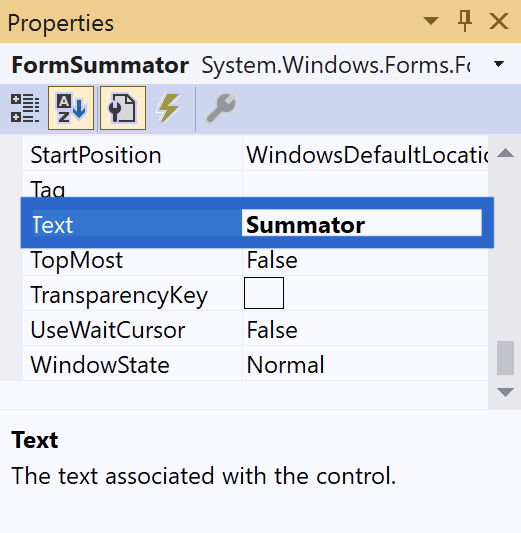 Properties
FormSummator System.Windows.Forms.Fo
A Z
StartPosition WindowsDefaultLocatio
Tag
Text Summator
TopMost False
TransparencyKey
UseWaitCursor False
WindowState Normal
Text
The text associated with the control.